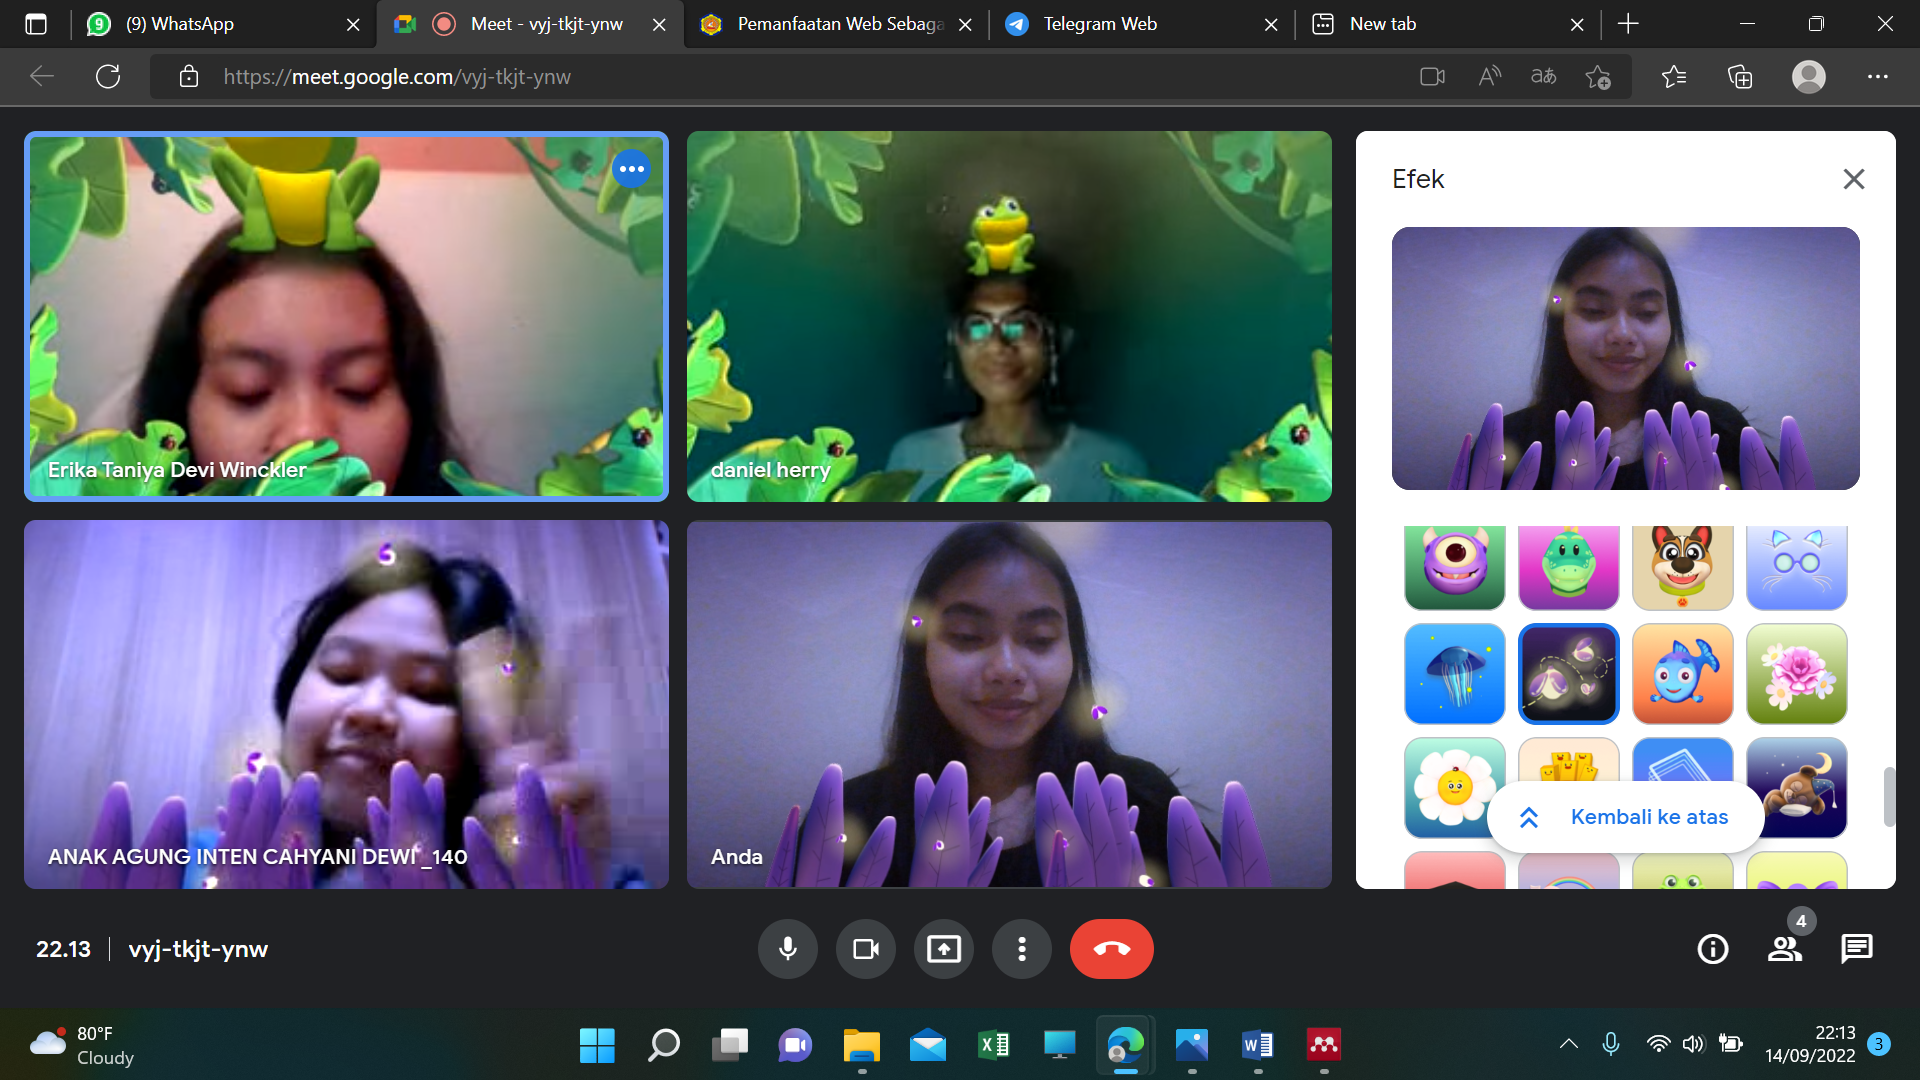 (9) WhatsApp
Meet - vyj-tkjt-ynw
Pemanfaatan Web Sebaga
Telegram Web
New tab
https://meet.google.com/vyj-tkjt-ynw
Erika Taniya Devi Winckler
daniel herry
Efek
ANAK AGUNG INTEN CAHYANI DEWI _140
Anda
Kembali ke atas
22.13
vyj-tkjt-ynw
4
80°F
Cloudy
22:13
14/09/2022
3